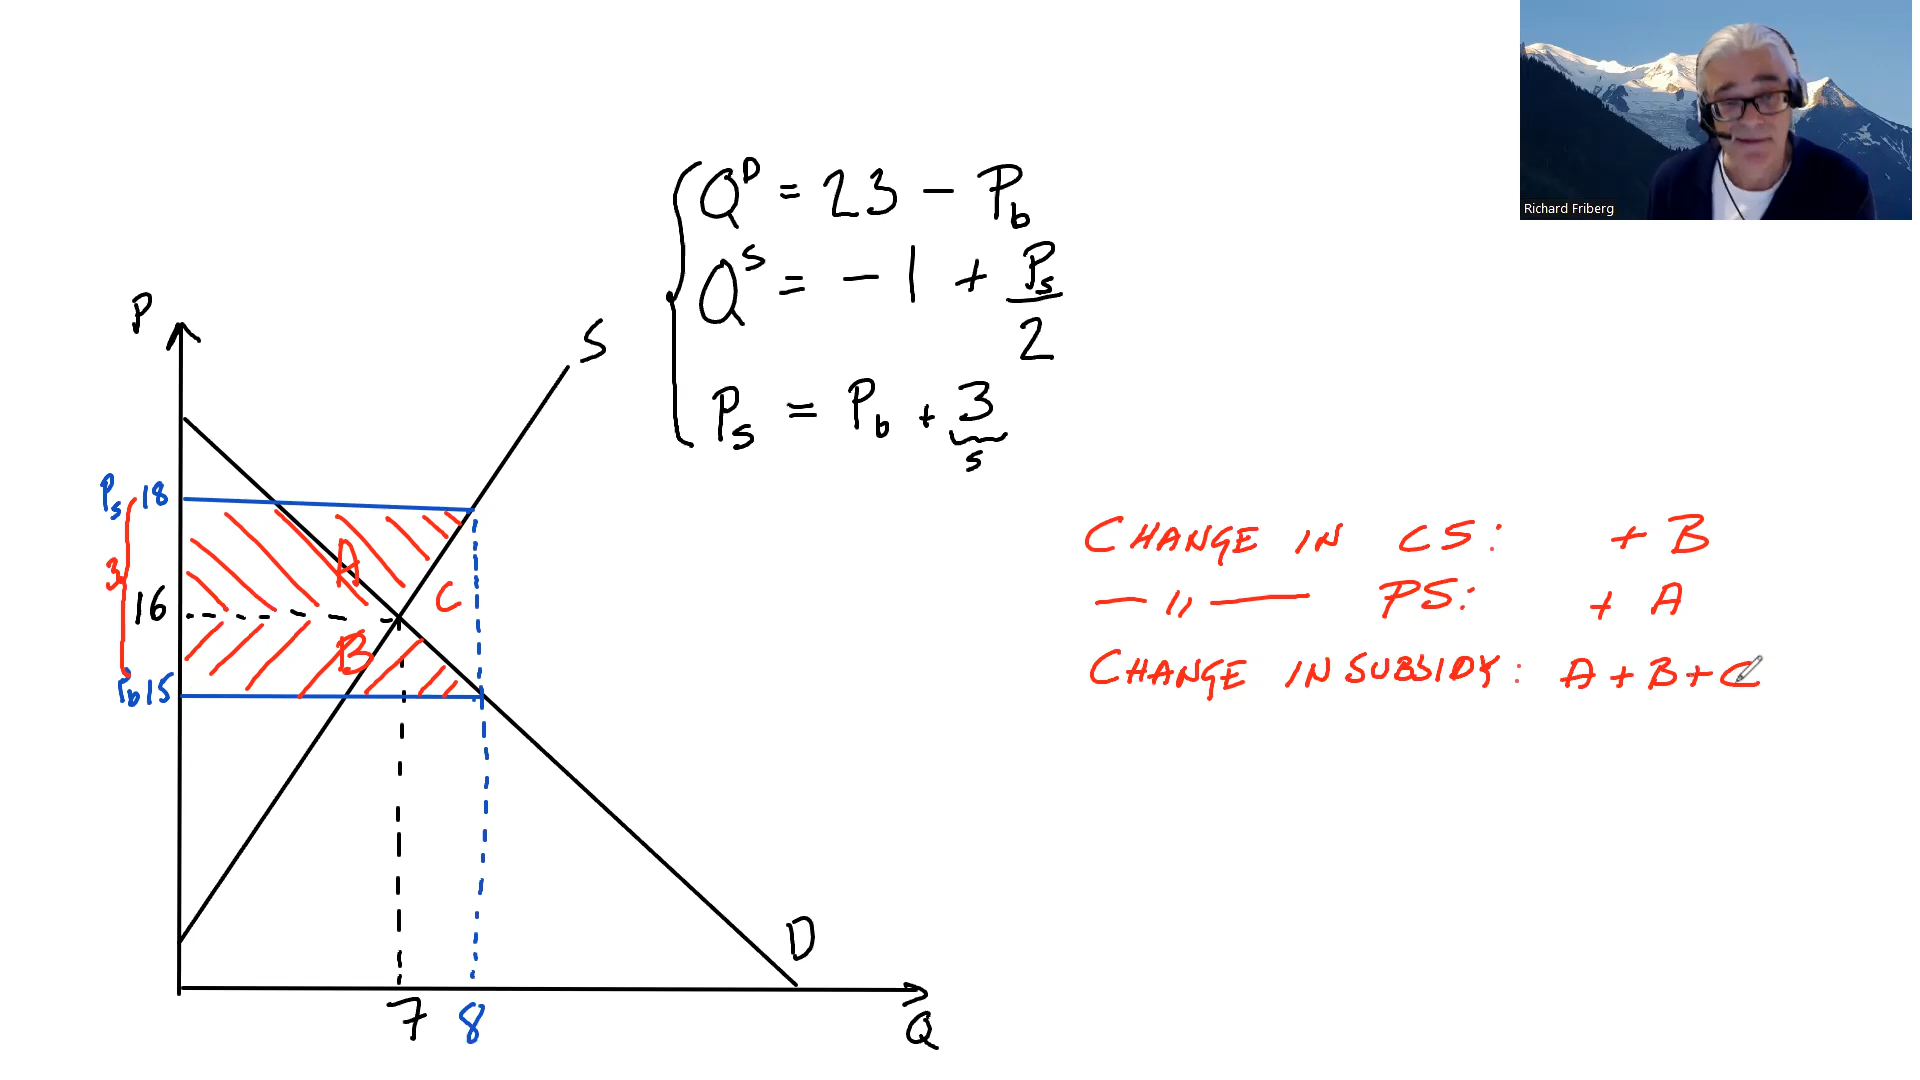 Richard Friberg
Q^D = 23 - P_b
Q^S = -1 + P_s/2
P_s = P_b + 3
s
P
S
P_s 18
3
16
P_b 15
A
B
C
D
7
8
Q
CHANGE IN CS: + B
— " — PS: + A
CHANGE IN SUBSIDY: A + B + C